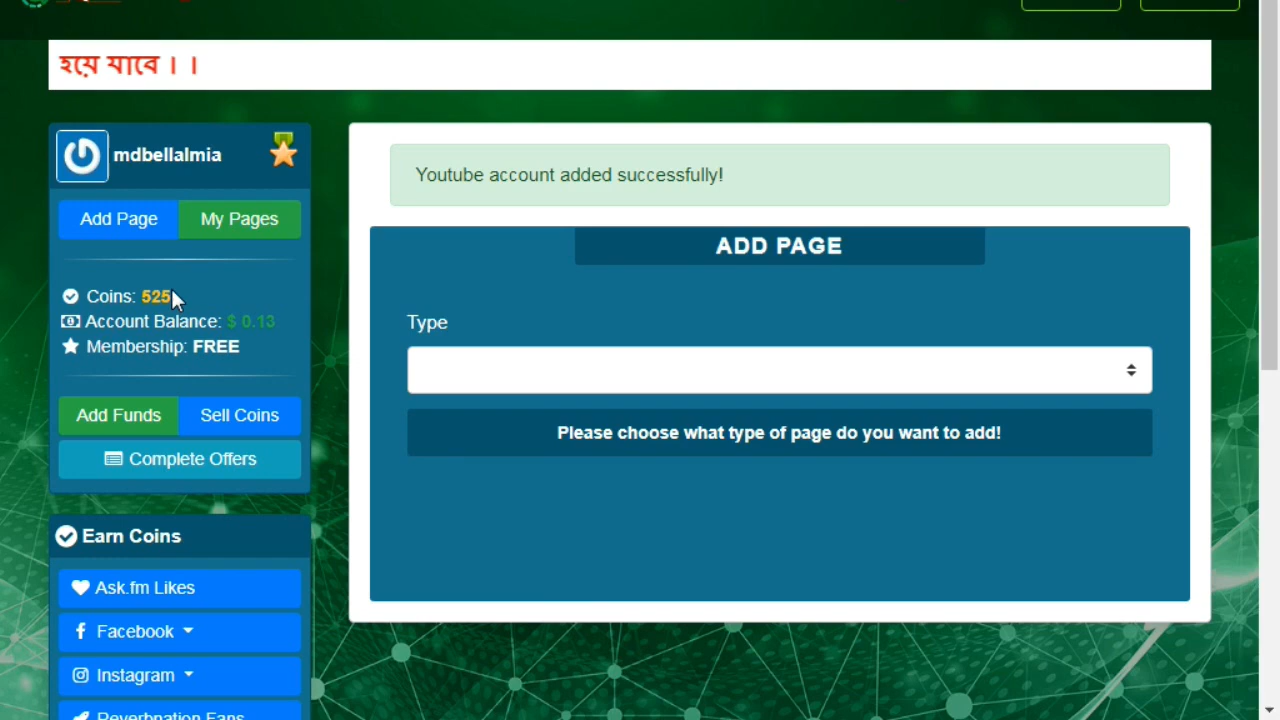 হয়ে যাবে । ।
mdbellalmia
Add Page
My Pages
Coins: 525
Account Balance: $ 0.13
Membership: FREE
Add Funds
Sell Coins
Complete Offers
Earn Coins
Ask.fm Likes
Facebook
Instagram
Reverbnation Fans
Youtube account added successfully!
ADD PAGE
Type
Please choose what type of page do you want to add!